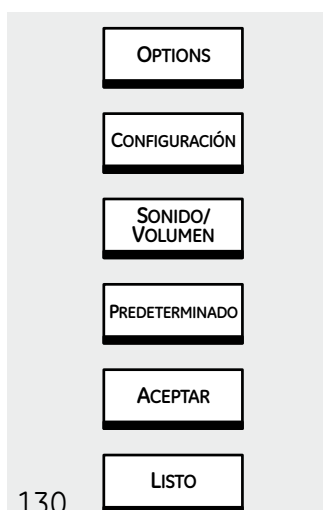 OPTIONS
CONFIGURACIÓN
SONIDO/
VOLUMEN
PREDETERMINADO
ACEPTAR
LISTO
130